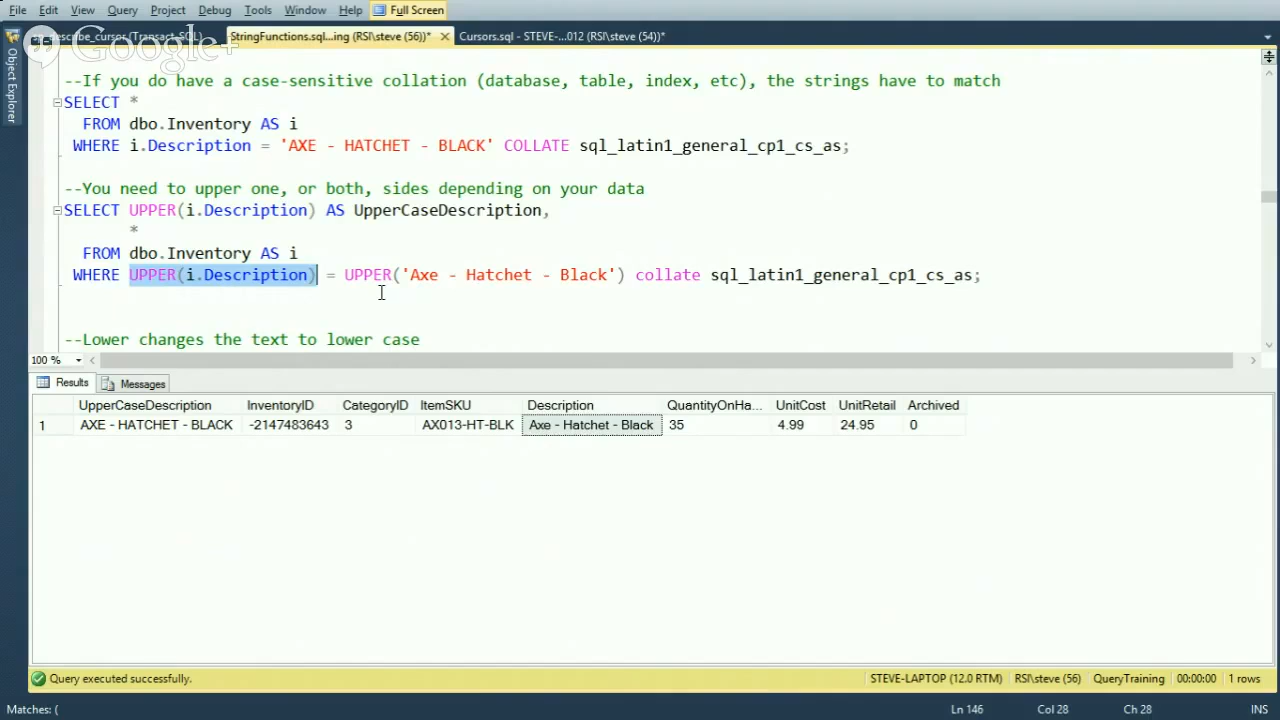 File Edit View Query Project Debug Tools Window Help Full Screen
sp_describe_cursor (Transact-SQL) StringFunctions.sql...ing (RSI\steve (56))* Cursors.sql - STEVE-...012 (RSI\steve (54))*
Google+
Object Explorer
--If you do have a case-sensitive collation (database, table, index, etc), the strings have to match
SELECT *
FROM dbo.Inventory AS i
WHERE i.Description = 'AXE - HATCHET - BLACK' COLLATE sql_latin1_general_cp1_cs_as;
--You need to upper one, or both, sides depending on your data
SELECT UPPER(i.Description) AS UpperCaseDescription,
*
FROM dbo.Inventory AS i
WHERE UPPER(i.Description) = UPPER('Axe - Hatchet - Black') collate sql_latin1_general_cp1_cs_as;
--Lower changes the text to lower case
100 %
Results Messages
UpperCaseDescription InventoryID CategoryID ItemSKU Description QuantityOnHa... UnitCost UnitRetail Archived
1 AXE - HATCHET - BLACK -2147483643 3 AX013-HT-BLK Axe - Hatchet - Black 35 4.99 24.95 0
Query executed successfully. STEVE-LAPTOP (12.0 RTM) RSI\steve (56) QueryTraining 00:00:00 1 rows
Matches: ( Ln 146 Col 28 Ch 28 INS